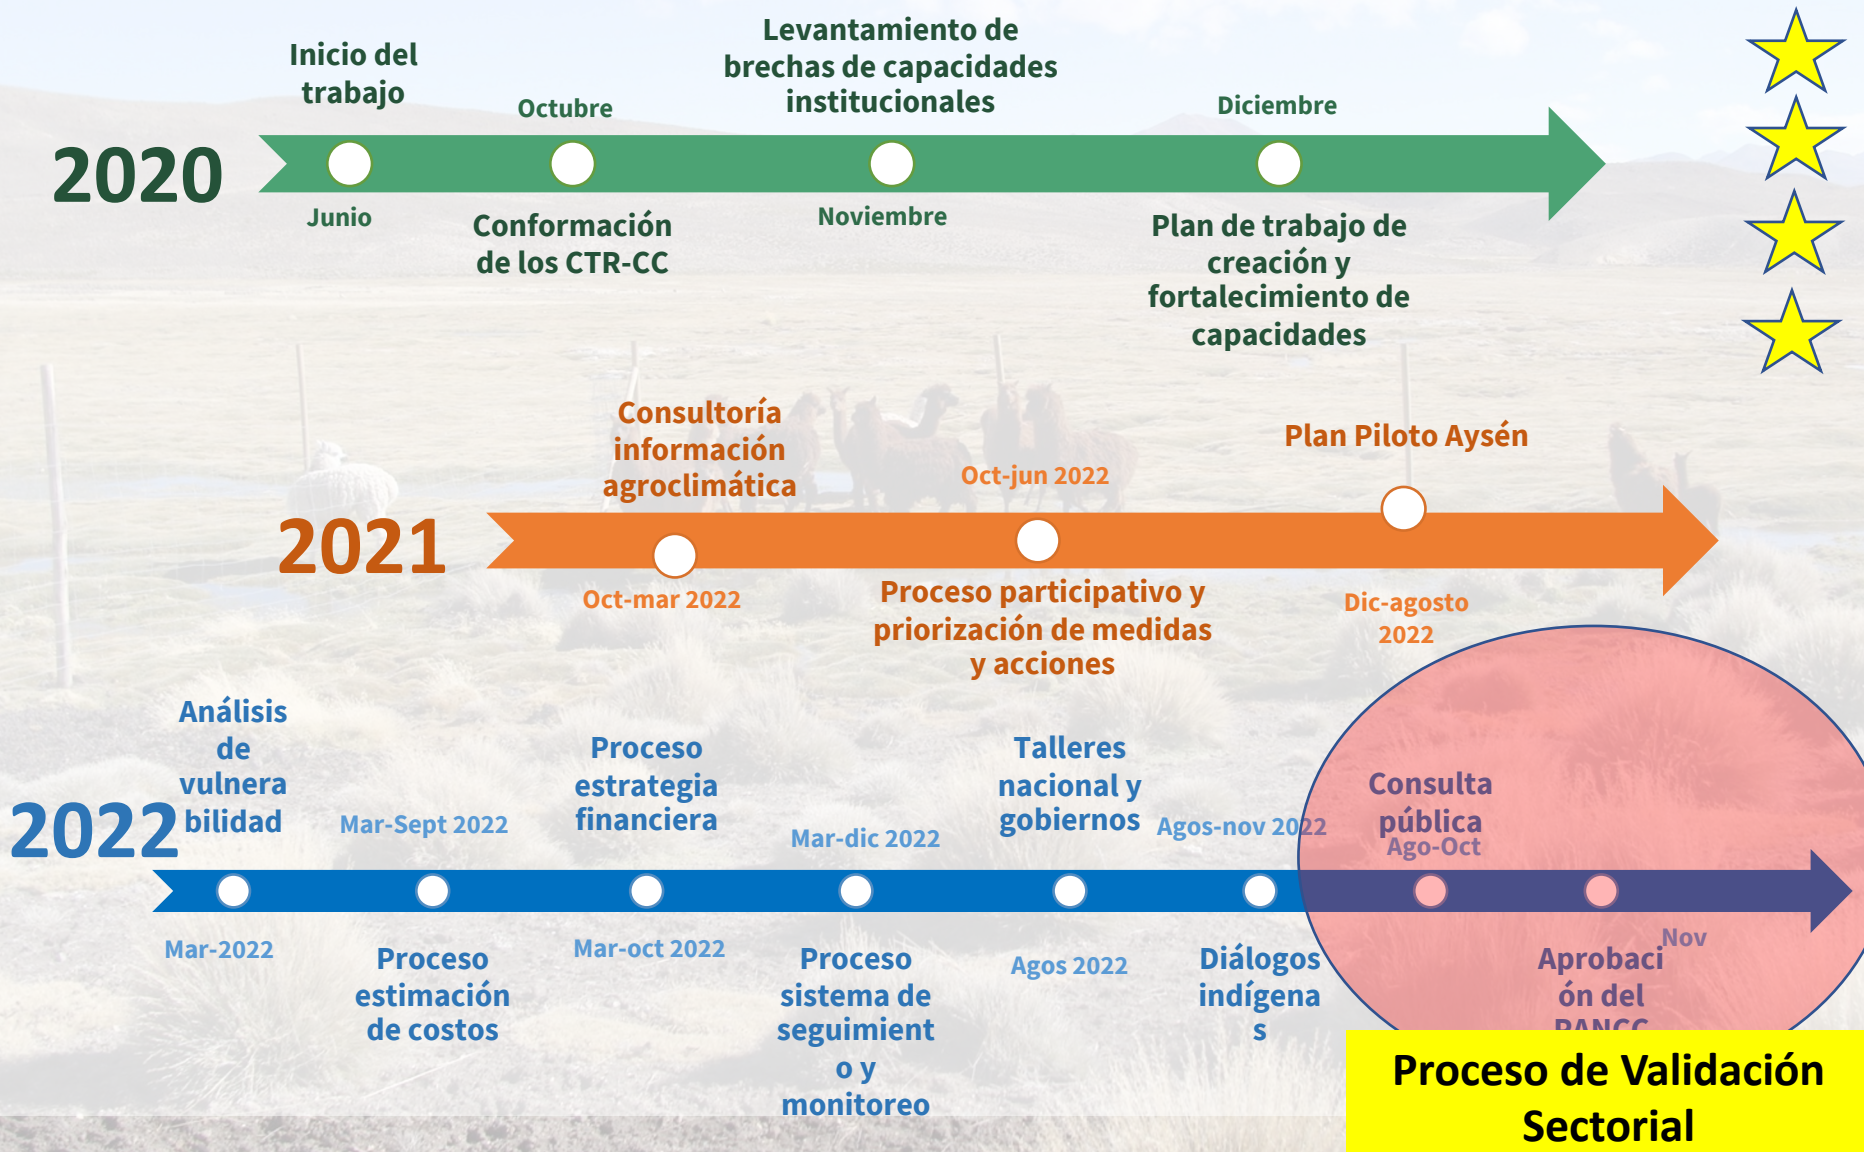 Inicio del
trabajo
Octubre
Levantamiento de
brechas de capacidades
institucionales
Diciembre
2020
Junio
Conformación
de los CTR-CC
Noviembre
Plan de trabajo de
creación y
fortalecimiento de
capacidades
Consultoría
información
agroclimática
Oct-jun 2022
Plan Piloto Aysén
2021
Oct-mar 2022
Proceso participativo y
priorización de medidas
y acciones
Dic-agosto
2022
Análisis
de
vulnera
bilidad
Mar-Sept 2022
Proceso
estrategia
financiera
Mar-dic 2022
Talleres
nacional y
gobiernos
Agos-nov 2022
Consulta
pública
Ago-Oct
2022
Mar-2022
Proceso
estimación
de costos
Mar-oct 2022
Proceso
sistema de
seguimient
o y
monitoreo
Agos 2022
Diálogos
indígena
s
Nov
Aprobaci
ón del
PANCC
Proceso de Validación
Sectorial